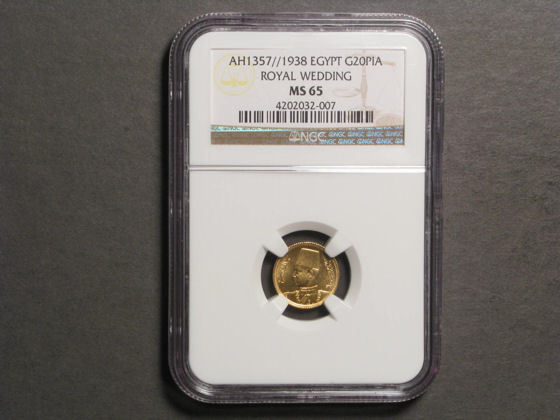 AH1357//1938 EGYPT G20PIA
ROYAL WEDDING
MS 65
4202032-007
NGC